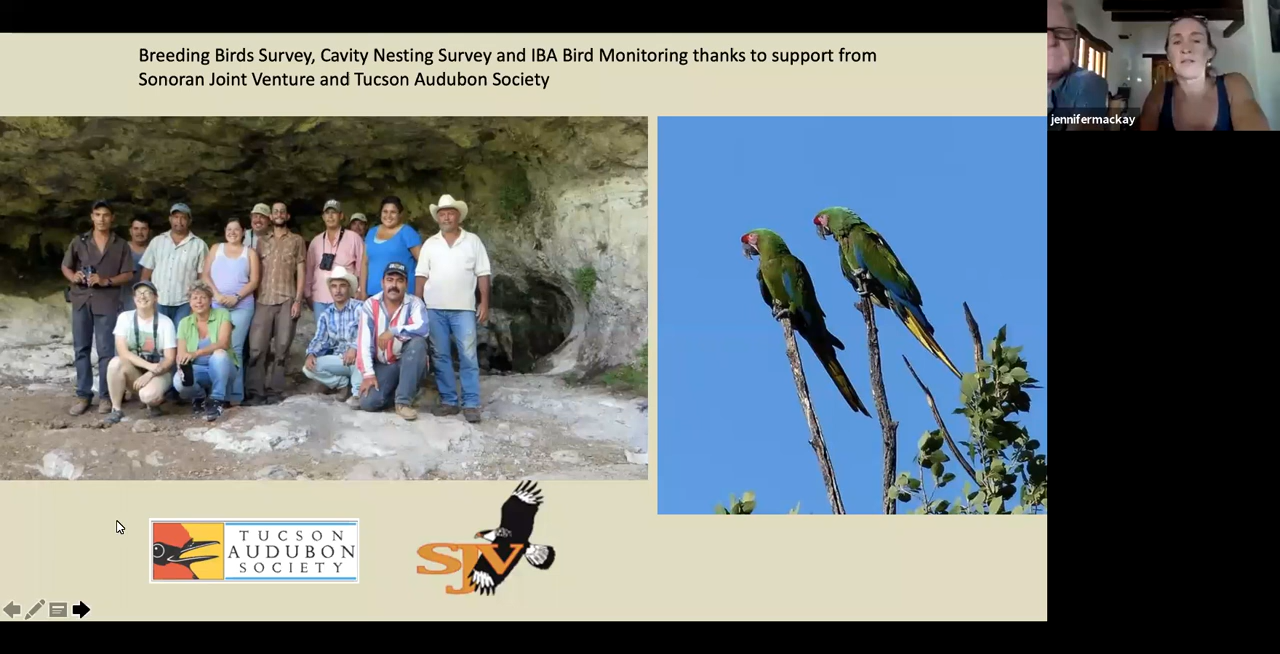 Breeding Birds Survey, Cavity Nesting Survey and IBA Bird Monitoring thanks to support from
Sonoran Joint Venture and Tucson Audubon Society
jennifermackay
TUCSON
AUDUBON
SOCIETY
SJV